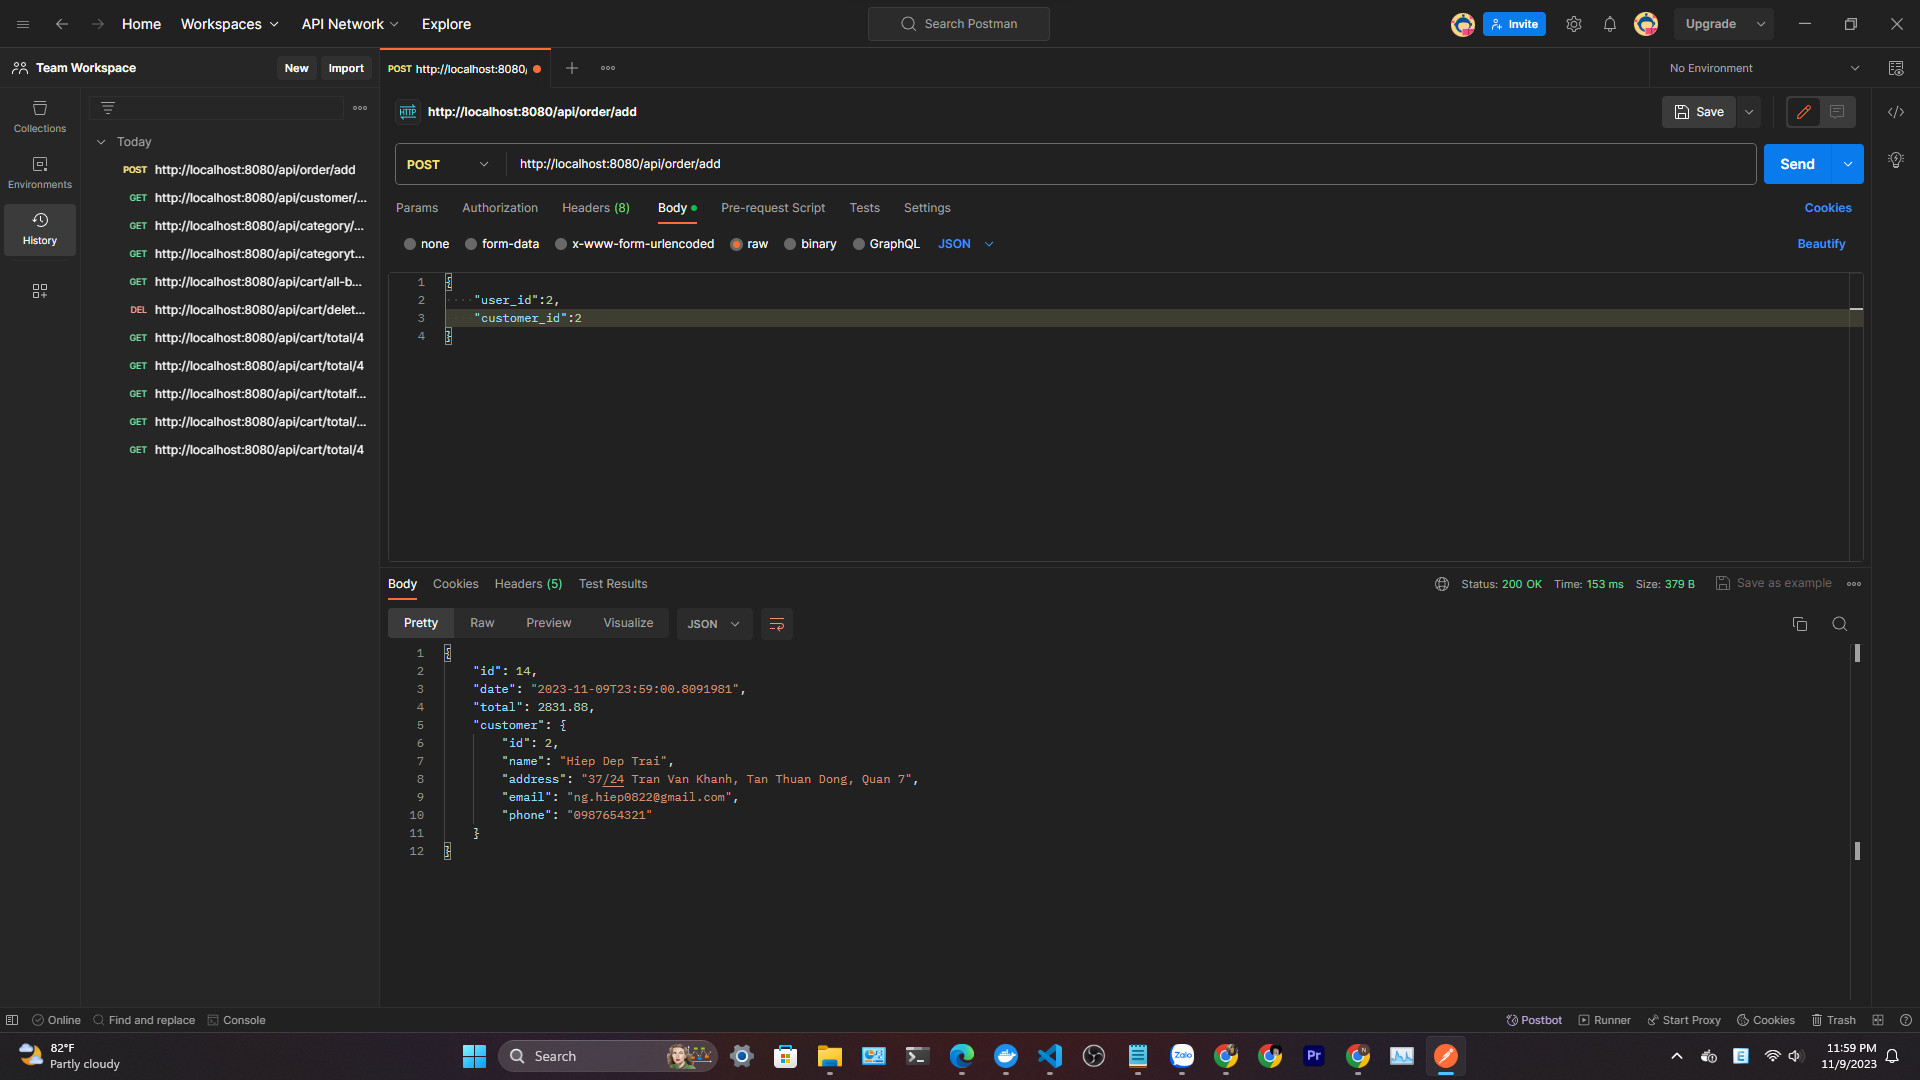 Home
Workspaces
API Network
Explore
Search Postman
Invite
Upgrade
Team Workspace
New
Import
POST http://localhost:8080/
No Environment
Collections
Environments
History
Today
POST http://localhost:8080/api/order/add
GET http://localhost:8080/api/customer/...
GET http://localhost:8080/api/category/...
GET http://localhost:8080/api/categoryt...
GET http://localhost:8080/api/cart/all-b...
DEL http://localhost:8080/api/cart/delet...
GET http://localhost:8080/api/cart/total/4
GET http://localhost:8080/api/cart/total/4
GET http://localhost:8080/api/cart/totalf...
GET http://localhost:8080/api/cart/total/...
GET http://localhost:8080/api/cart/total/4
HTTP http://localhost:8080/api/order/add
Save
POST http://localhost:8080/api/order/add
Send
Params Authorization Headers (8) Body Pre-request Script Tests Settings
Cookies
none form-data x-www-form-urlencoded raw binary GraphQL JSON
Beautify
1 {
2 "user_id":2,
3 "customer_id":2
4 }
Body Cookies Headers (5) Test Results
Status: 200 OK Time: 153 ms Size: 379 B
Save as example
Pretty Raw Preview Visualize JSON
1 {
2 "id": 14,
3 "date": "2023-11-09T23:59:00.8091981",
4 "total": 2831.88,
5 "customer": {
6 "id": 2,
7 "name": "Hiep Dep Trai",
8 "address": "37/24 Tran Van Khanh, Tan Thuan Dong, Quan 7",
9 "email": "ng.hiep0822@gmail.com",
10 "phone": "0987654321"
11 }
12 }
Online
Find and replace
Console
Postbot
Runner
Start Proxy
Cookies
Trash
82°F
Partly cloudy
Search
Zalo
Pr
E
11:59 PM
11/9/2023